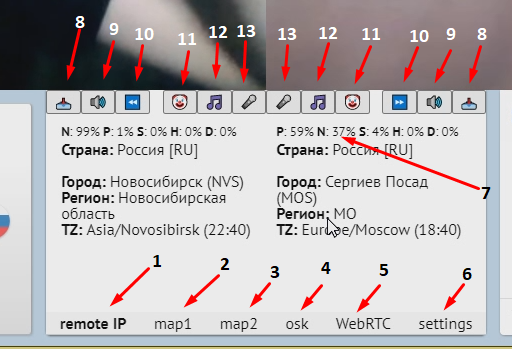 8 9 10 11 12 13 13 12 11 10 9 8
N: 99% P: 1% S: 0% H: 0% D: 0%
Страна: Россия [RU]
Город: Новосибирск (NVS)
Регион: Новосибирская
область
TZ: Asia/Novosibirsk (22:40)
P: 59% N: 37% S: 4% H: 0% D: 0%
Страна: Россия [RU]
Город: Сергиев Посад
(MOS)
Регион: МО
TZ: Europe/Moscow (18:40)
7
1 2 3 4 5 6
remote IP map1 map2 osk WebRTC settings